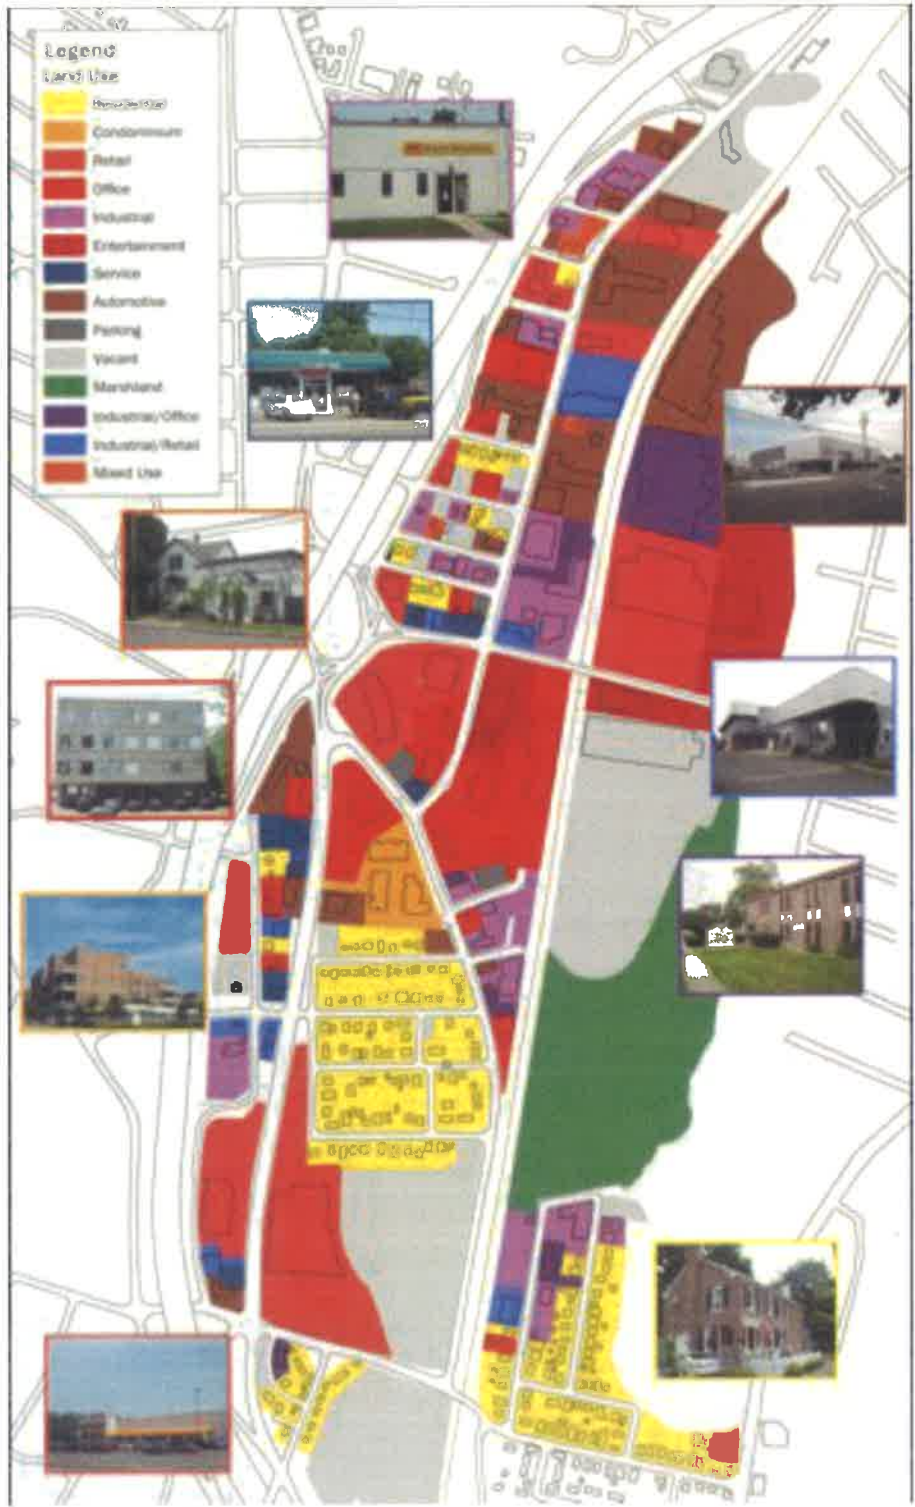 Legend
Land Use
Residential
Condominium
Retail
Office
Industrial
Entertainment
Service
Automotive
Parking
Vacant
Marshland
Industrial/Office
Industrial/Retail
Mixed Use